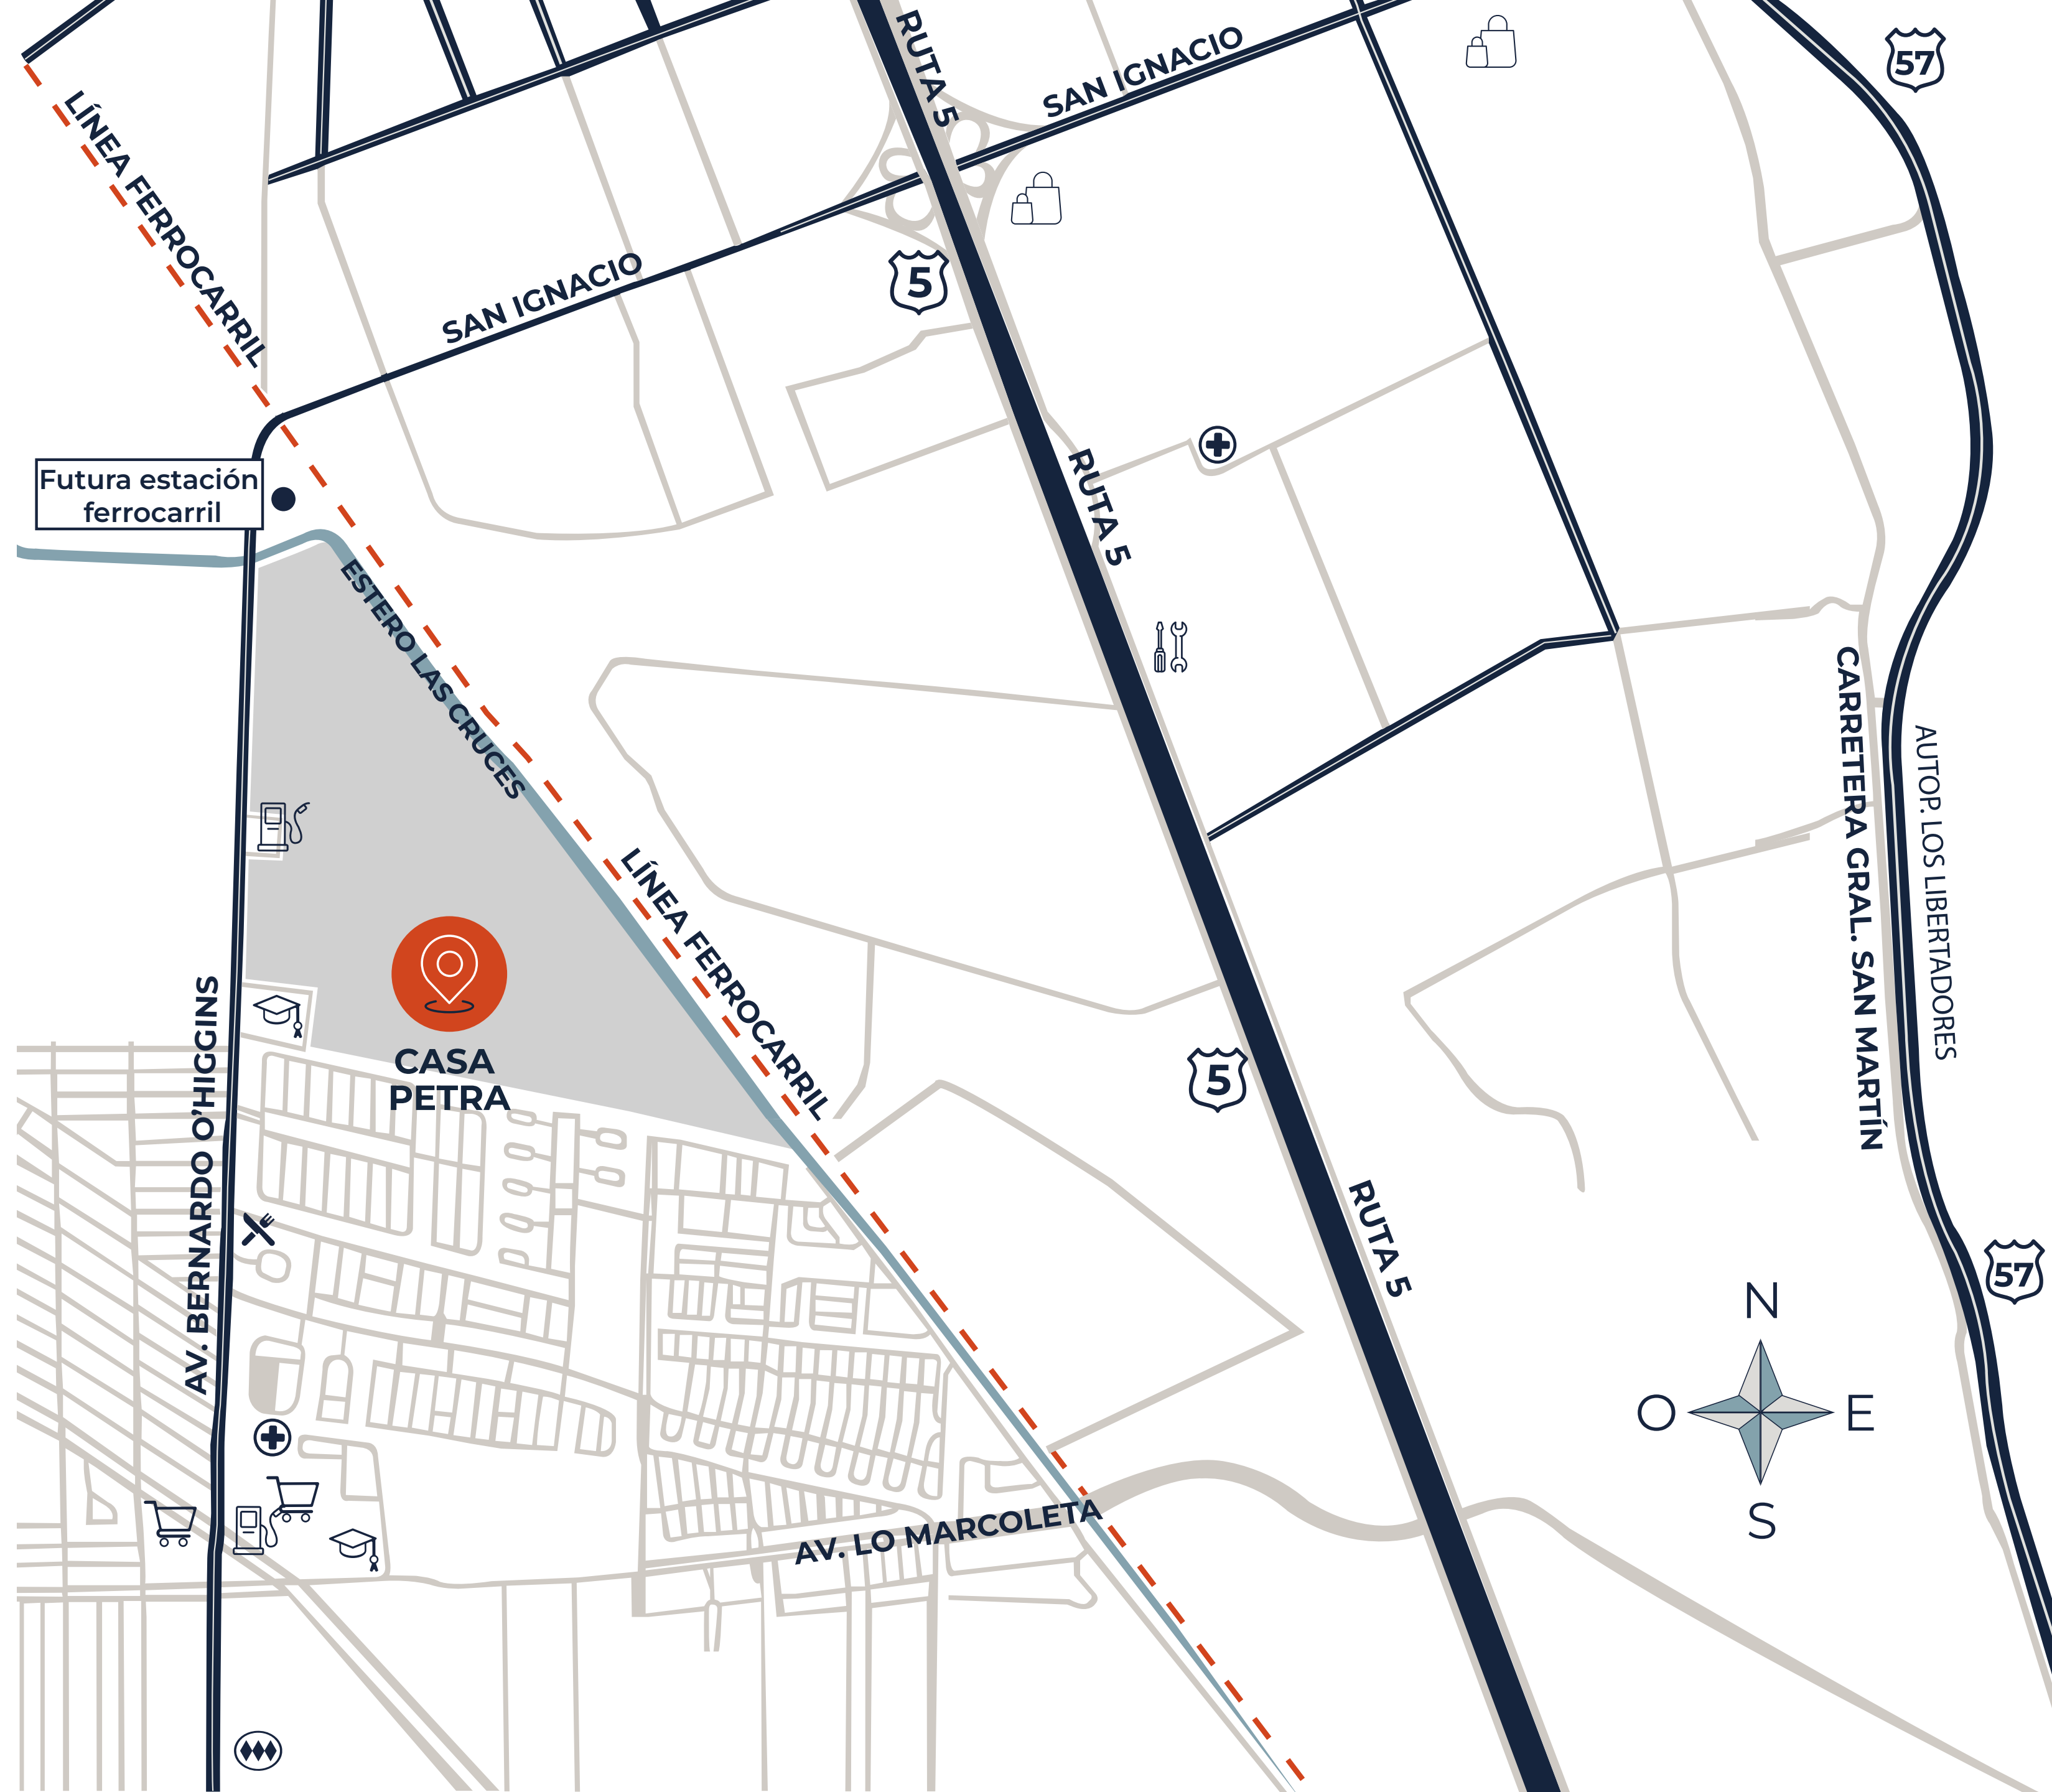 RUTA 5
SAN IGNACIO
57
LÍNEA FERROCARRIL
SAN IGNACIO
5
Futura estación
ferrocarril
RUTA 5
ESTERO LAS CRUCES
CARRETERA GRAL. SAN MARTÍN
AUTOP. LOS LIBERTADORES
LÍNEA FERROCARRIL
AV. BERNARDO O'HIGGINS
CASA
PETRA
5
RUTA 5
57
N
O
E
S
AV. LO MARCOLETA